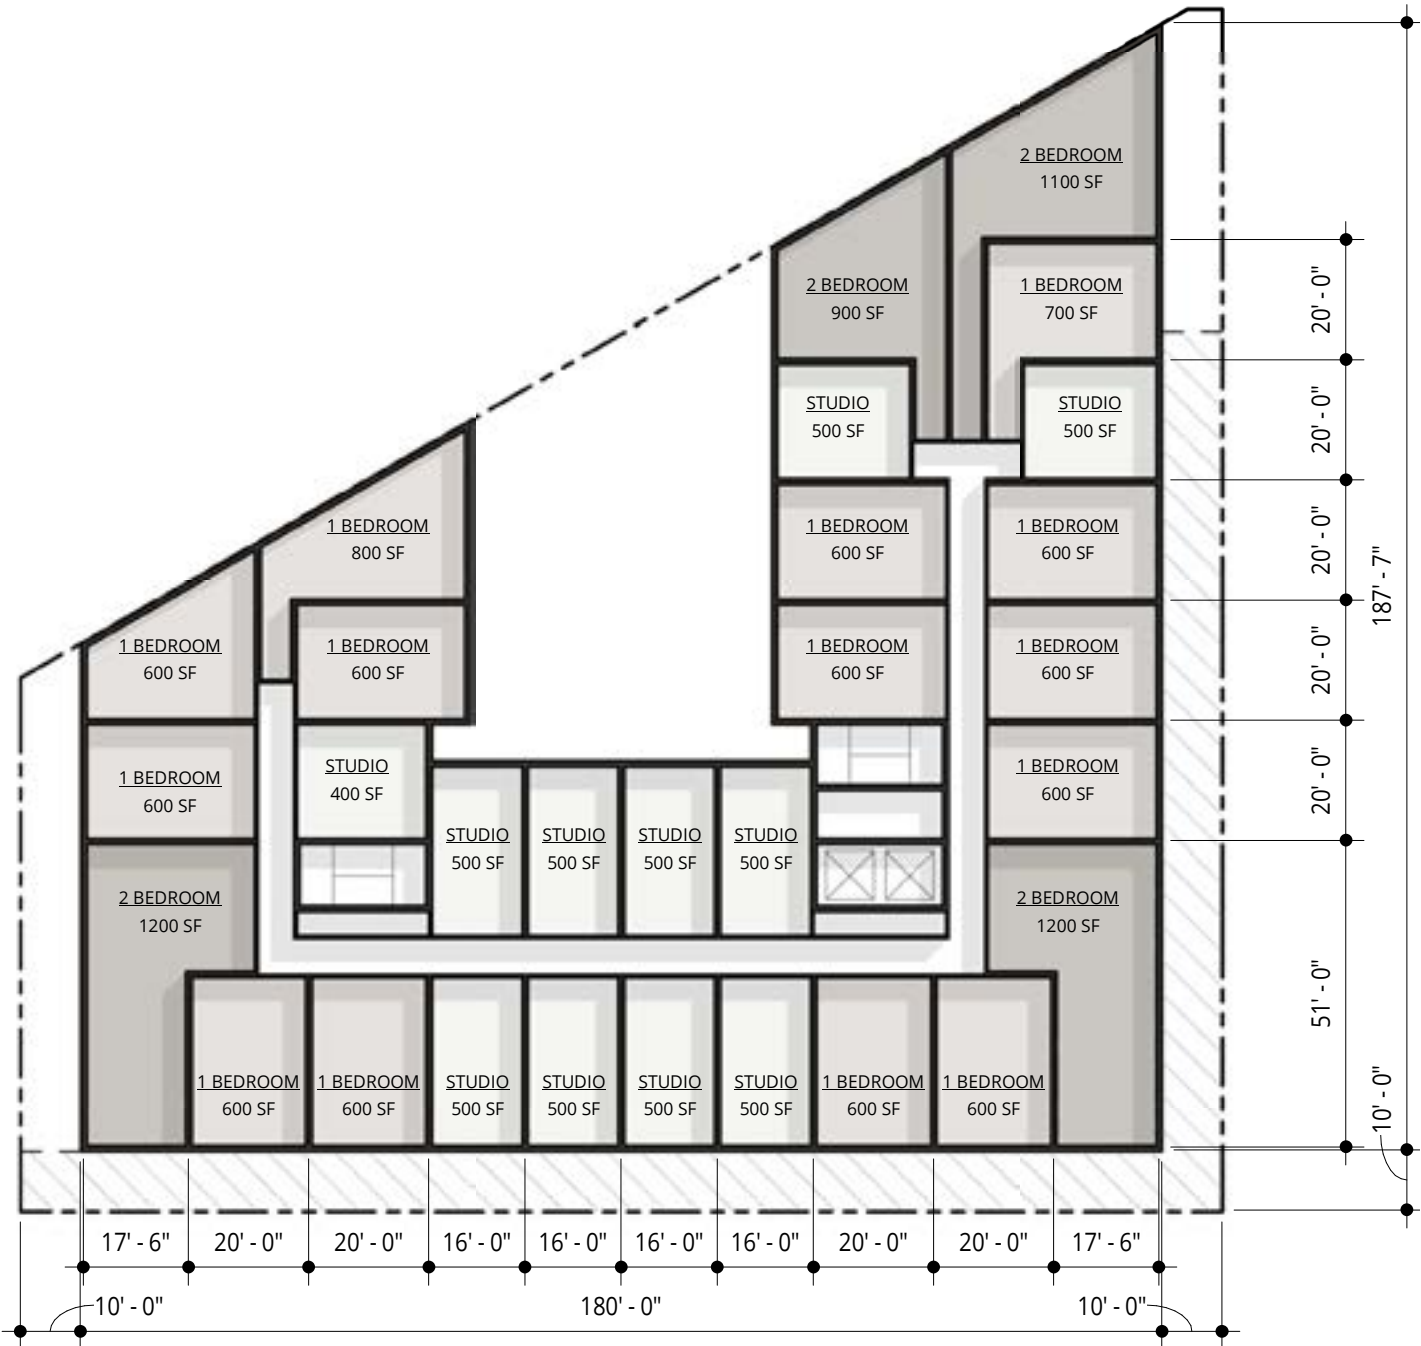 2 BEDROOM
1100 SF
2 BEDROOM
900 SF
1 BEDROOM
700 SF
20' - 0"
STUDIO
500 SF
STUDIO
500 SF
20' - 0"
1 BEDROOM
800 SF
1 BEDROOM
600 SF
1 BEDROOM
600 SF
20' - 0"
187' - 7"
1 BEDROOM
600 SF
1 BEDROOM
600 SF
1 BEDROOM
600 SF
1 BEDROOM
600 SF
20' - 0"
1 BEDROOM
600 SF
STUDIO
400 SF
1 BEDROOM
600 SF
20' - 0"
STUDIO
500 SF
STUDIO
500 SF
STUDIO
500 SF
STUDIO
500 SF
2 BEDROOM
1200 SF
2 BEDROOM
1200 SF
51' - 0"
1 BEDROOM
600 SF
1 BEDROOM
600 SF
STUDIO
500 SF
STUDIO
500 SF
STUDIO
500 SF
STUDIO
500 SF
1 BEDROOM
600 SF
1 BEDROOM
600 SF
10' - 0"
17' - 6"
20' - 0"
20' - 0"
16' - 0"
16' - 0"
16' - 0"
16' - 0"
20' - 0"
20' - 0"
17' - 6"
10' - 0"
180' - 0"
10' - 0"